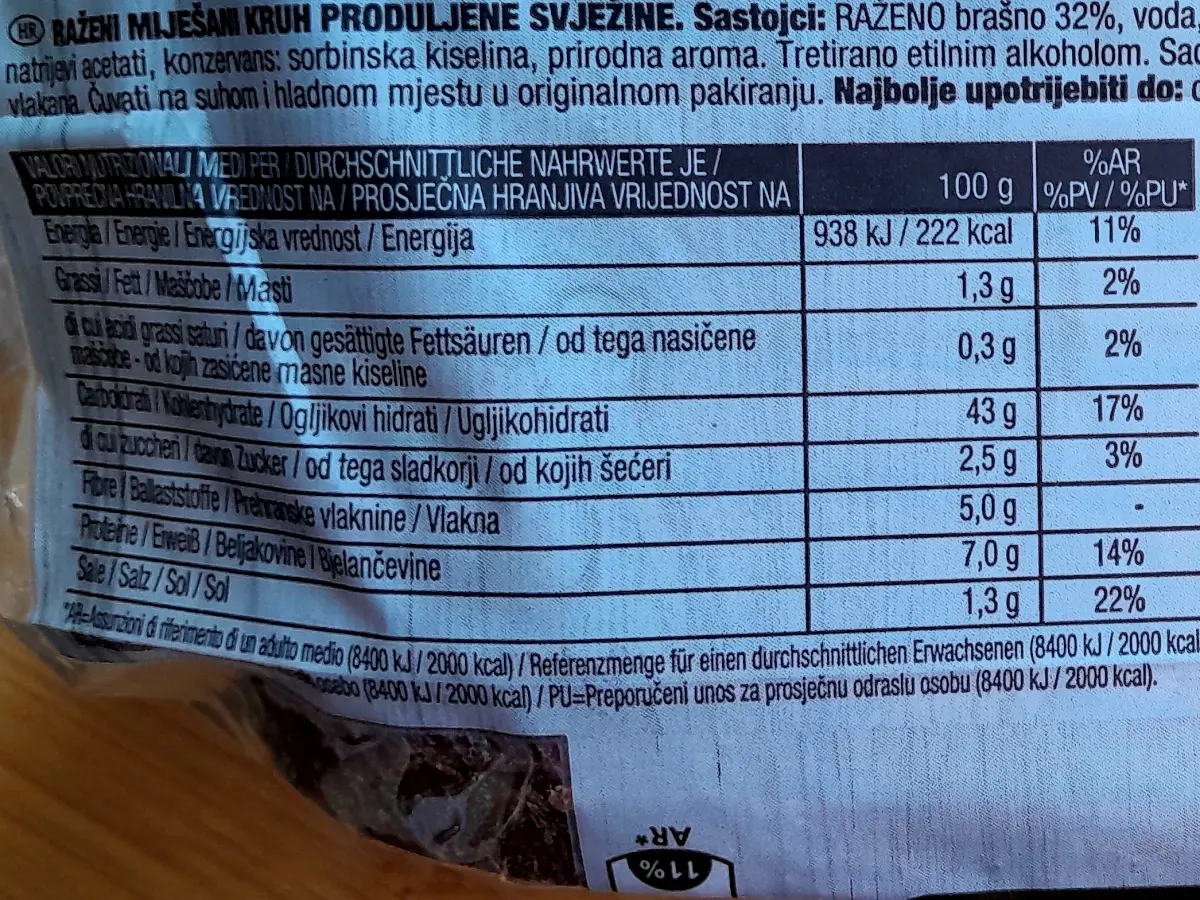 HR RAŽENI MIJEŠANI KRUH PRODULJENE SVJEŽINE. Sastojci: RAŽENO brašno 32%, voda,
natrijevi acetati, konzervans: sorbinska kiselina, prirodna aroma. Tretirano etilnim alkoholom.
vlakana. Čuvati na suhom i hladnom mjestu u originalnom pakiranju. Najbolje upotrijebiti do:
VALORI NUTRIZIONALI MEDI PER / DURCHSCHNITTLICHE NÄHRWERTE JE /
POVPREČNA HRANILNA VREDNOST NA / PROSJEČNA HRANJIVA VRIJEDNOST NA 100 g %AR
%PV / %PU*
Energia / Energie / Energijska vrednost / Energija 938 kJ / 222 kcal 11%
Grassi / Fett / Maščobe / Masti 1,3 g 2%
di cui acidi grassi saturi / davon gesättigte Fettsäuren / od tega nasičene
maščobe - od kojih zasićene masne kiseline 0,3 g 2%
Carboidrati / Kohlenhydrate / Ogljikovi hidrati / Ugljikohidrati 43 g 17%
di cui zuccheri / davon Zucker / od tega sladkorji / od kojih šećeri 2,5 g 3%
Fibre / Ballaststoffe / Prehranske vlaknine / Vlakna 5,0 g -
Proteine / Eiweiß / Beljakovine / Bjelančevine 7,0 g 14%
Sale / Salz / Sol / Sol 1,3 g 22%
*AR=Assunzioni di riferimento di un adulto medio (8400 kJ / 2000 kcal) / Referenzmenge für einen durchschnittlichen Erwachsenen (8400 kJ / 2000 kcal
osebo (8400 kJ / 2000 kcal) / PU=Preporučeni unos za prosječnu odraslu osobu (8400 kJ / 2000 kcal).
AR*
11%